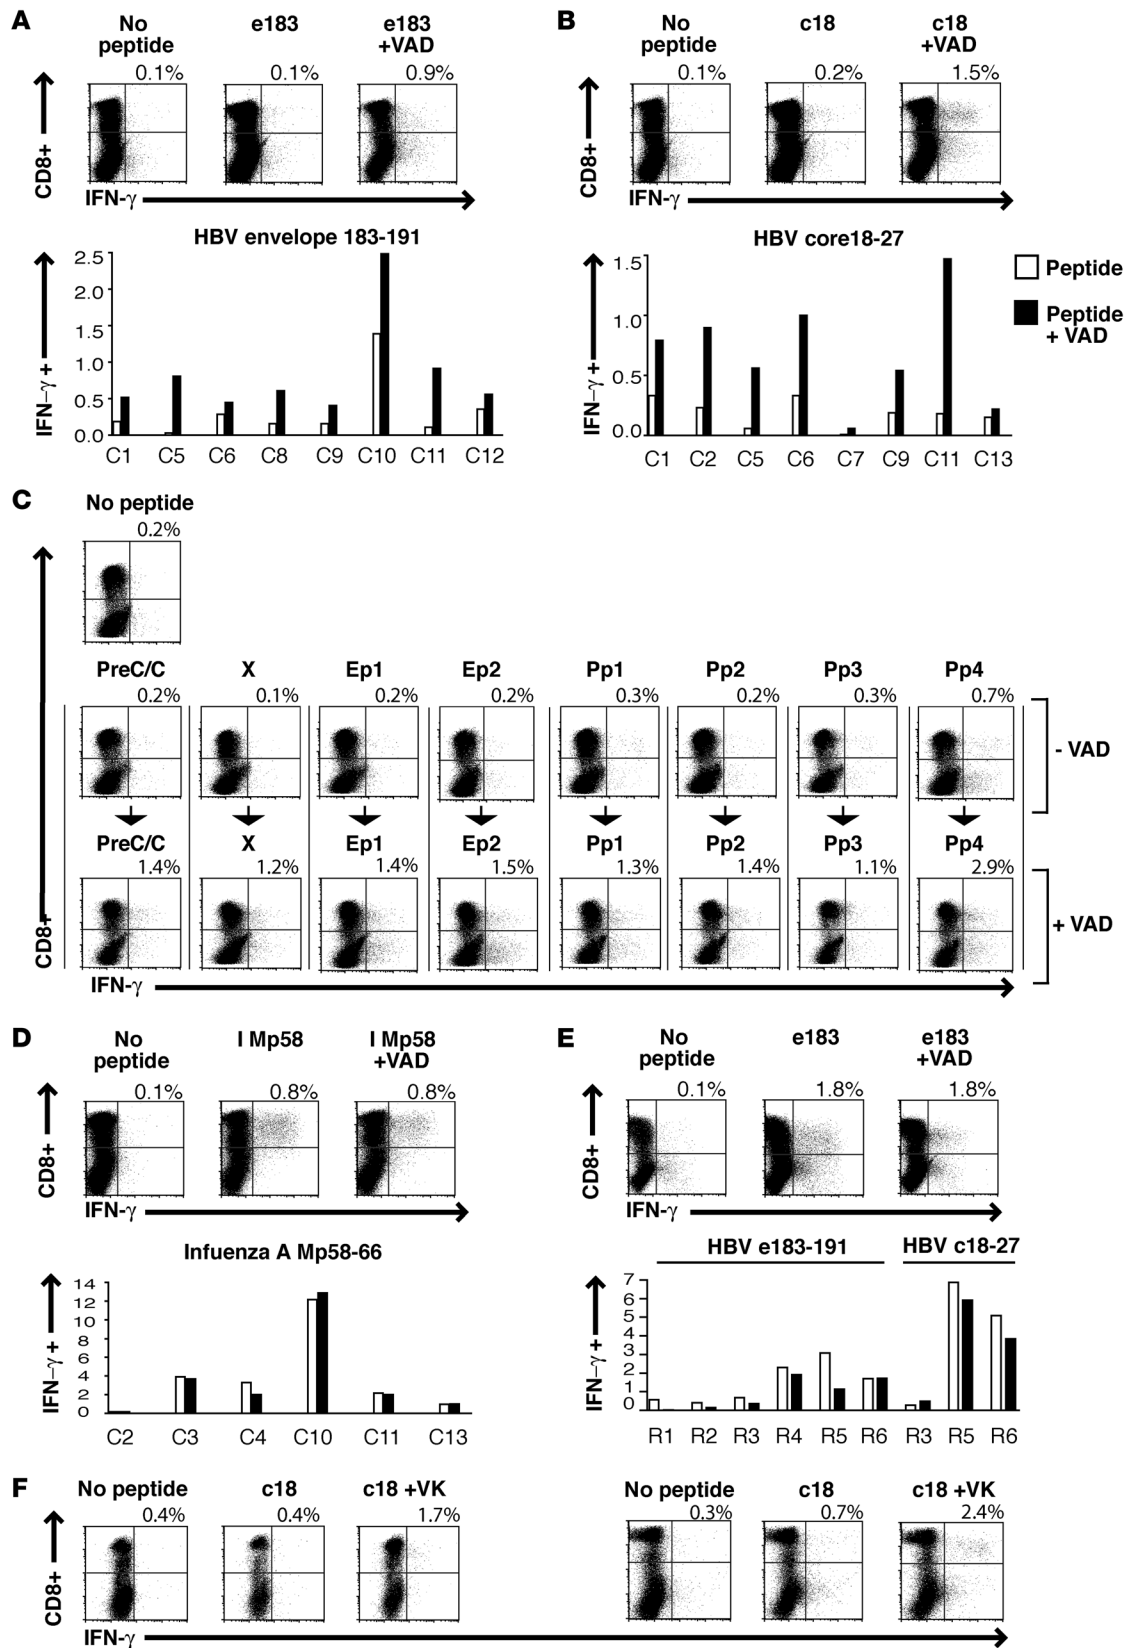 A
No
peptide
e183
e183
+VAD
0.1%
0.1%
0.9%
CD8+
IFN-γ
HBV envelope 183-191
IFN–γ +
2.5
2.0
1.5
1.0
0.5
0.0
C1 C5 C6 C8 C9 C10 C11 C12
B
No
peptide
c18
c18
+VAD
0.1%
0.2%
1.5%
CD8+
IFN-γ
HBV core18-27
IFN–γ +
1.5
1.0
0.5
0.0
C1 C2 C5 C6 C7 C9 C11 C13
Peptide
Peptide
+ VAD
C
No peptide
0.2%
PreC/C X Ep1 Ep2 Pp1 Pp2 Pp3 Pp4
0.2% 0.1% 0.2% 0.2% 0.3% 0.2% 0.3% 0.7%
- VAD
PreC/C X Ep1 Ep2 Pp1 Pp2 Pp3 Pp4
1.4% 1.2% 1.4% 1.5% 1.3% 1.4% 1.1% 2.9%
+ VAD
CD8+
IFN-γ
D
No
peptide
I Mp58
I Mp58
+VAD
0.1%
0.8%
0.8%
CD8+
IFN-γ
Infuenza A Mp58-66
IFN–γ +
14
12
10
8
6
4
2
0
C2 C3 C4 C10 C11 C13
E
No
peptide
e183
e183
+VAD
0.1%
1.8%
1.8%
CD8+
IFN-γ
HBV e183-191 HBV c18-27
IFN–γ +
7
6
5
4
3
2
1
0
R1 R2 R3 R4 R5 R6 R3 R5 R6
F
No peptide c18 c18 +VK
0.4% 0.4% 1.7%
No peptide c18 c18 +VK
0.3% 0.7% 2.4%
CD8+
IFN-γ